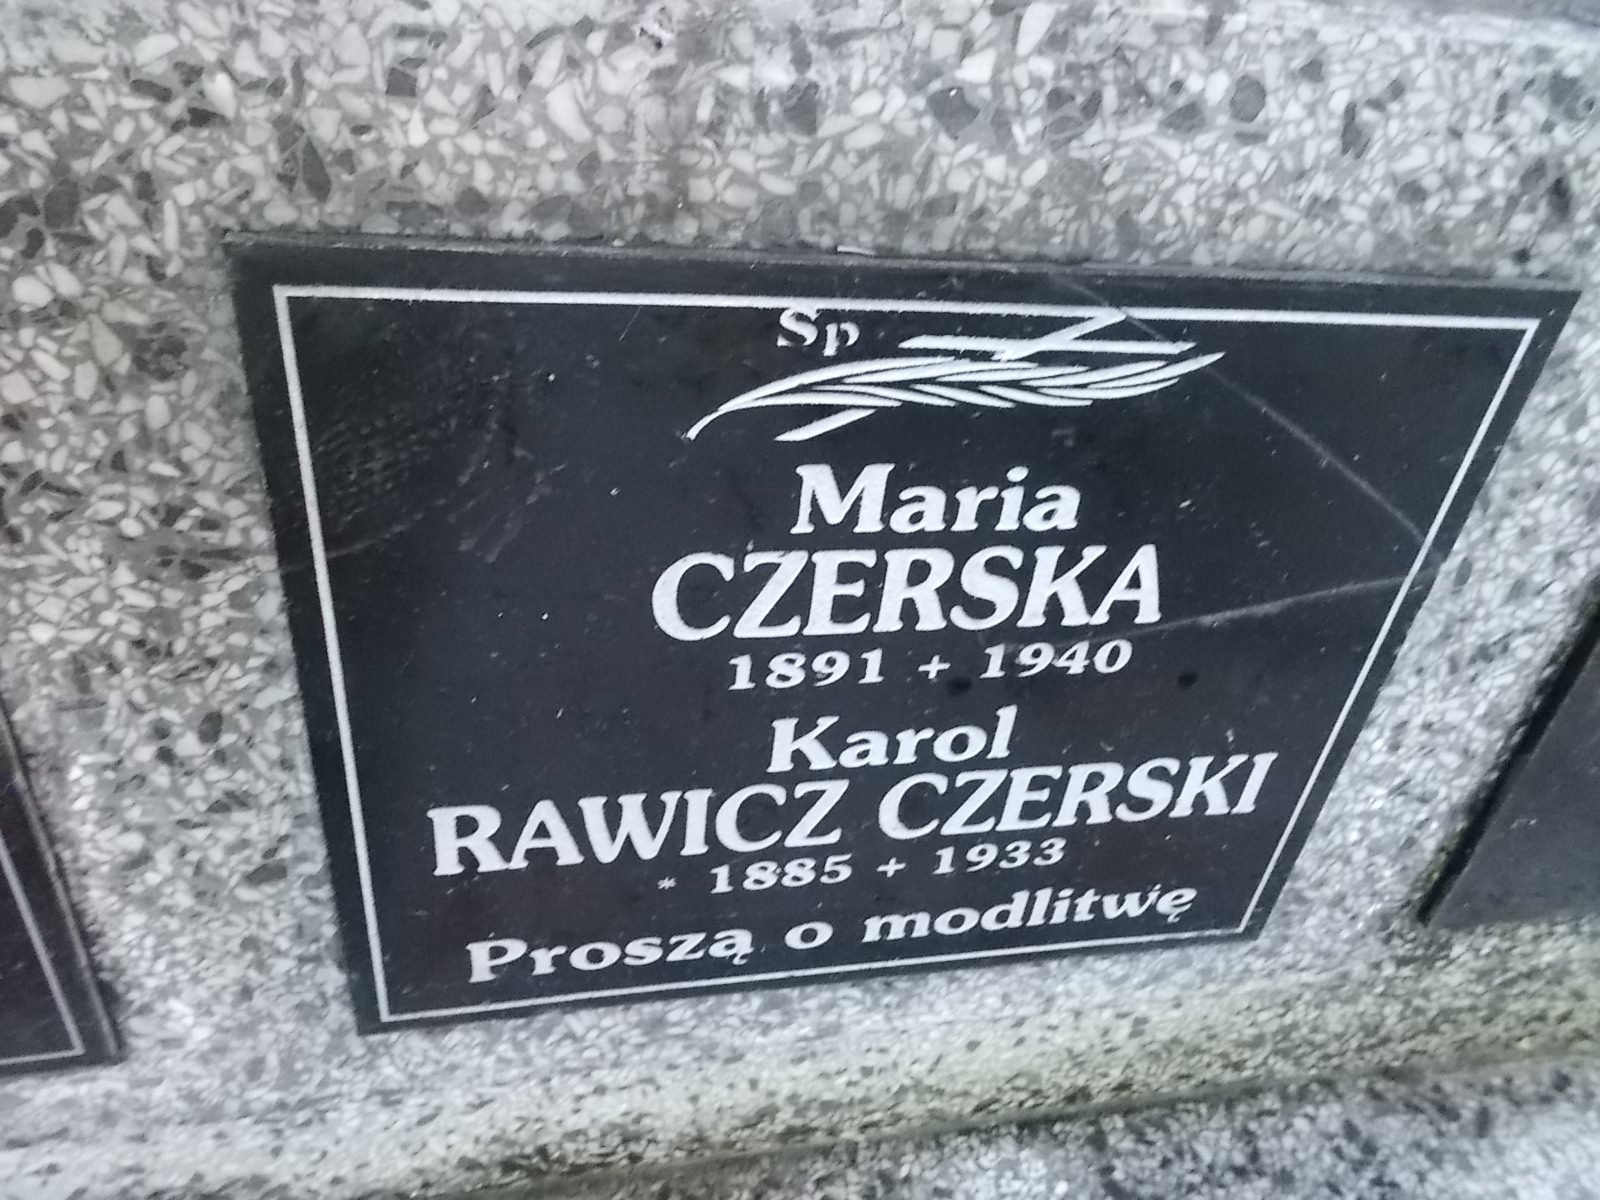 Sp
Maria
CZERSKA
1891 + 1940
Karol
RAWICZ CZERSKI
* 1885 + 1933
Proszą o modlitwę